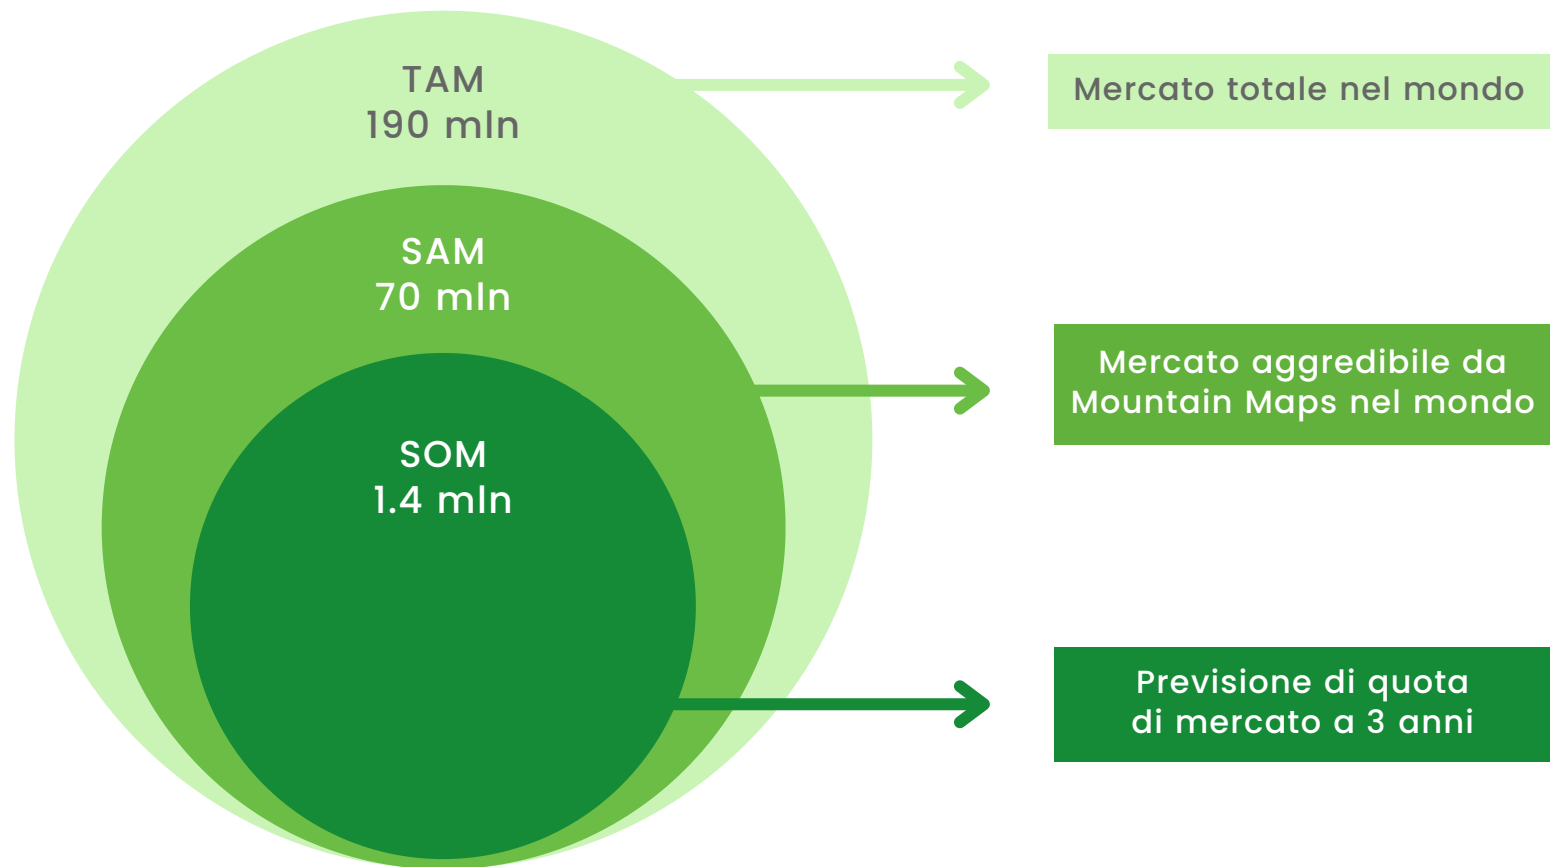 TAM
190 mln
Mercato totale nel mondo
SAM
70 mln
Mercato aggredibile da
Mountain Maps nel mondo
SOM
1.4 mln
Previsione di quota
di mercato a 3 anni